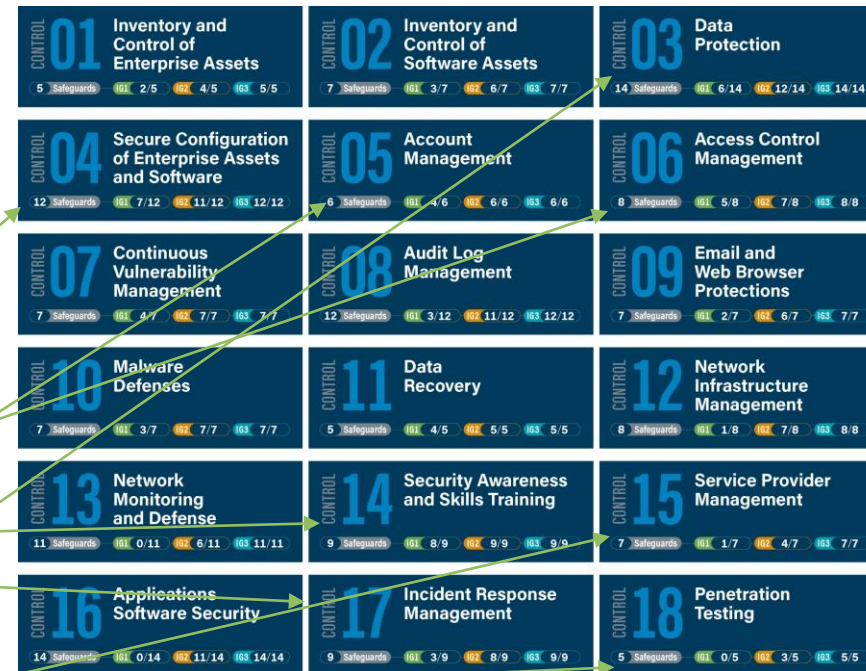 CONTROL 01
Inventory and
Control of
Enterprise Assets
5 Safeguards IG1 2/5 IG2 4/5 IG3 5/5
CONTROL 02
Inventory and
Control of
Software Assets
7 Safeguards IG1 3/7 IG2 6/7 IG3 7/7
CONTROL 03
Data
Protection
14 Safeguards IG1 6/14 IG2 12/14 IG3 14/14
CONTROL 04
Secure Configuration
of Enterprise Assets
and Software
12 Safeguards IG1 7/12 IG2 11/12 IG3 12/12
CONTROL 05
Account
Management
6 Safeguards IG1 4/6 IG2 6/6 IG3 6/6
CONTROL 06
Access Control
Management
8 Safeguards IG1 5/8 IG2 7/8 IG3 8/8
CONTROL 07
Continuous
Vulnerability
Management
7 Safeguards IG1 4/7 IG2 7/7 IG3 7/7
CONTROL 08
Audit Log
Management
12 Safeguards IG1 3/12 IG2 11/12 IG3 12/12
CONTROL 09
Email and
Web Browser
Protections
7 Safeguards IG1 2/7 IG2 6/7 IG3 7/7
CONTROL 10
Malware
Defenses
7 Safeguards IG1 3/7 IG2 7/7 IG3 7/7
CONTROL 11
Data
Recovery
5 Safeguards IG1 4/5 IG2 5/5 IG3 5/5
CONTROL 12
Network
Infrastructure
Management
8 Safeguards IG1 1/8 IG2 7/8 IG3 8/8
CONTROL 13
Network
Monitoring
and Defense
11 Safeguards IG1 0/11 IG2 6/11 IG3 11/11
CONTROL 14
Security Awareness
and Skills Training
9 Safeguards IG1 8/9 IG2 9/9 IG3 9/9
CONTROL 15
Service Provider
Management
7 Safeguards IG1 1/7 IG2 4/7 IG3 7/7
CONTROL 16
Applications
Software Security
14 Safeguards IG1 0/14 IG2 11/14 IG3 14/14
CONTROL 17
Incident Response
Management
9 Safeguards IG1 3/9 IG2 8/9 IG3 9/9
CONTROL 18
Penetration
Testing
5 Safeguards IG1 0/5 IG2 3/5 IG3 5/5